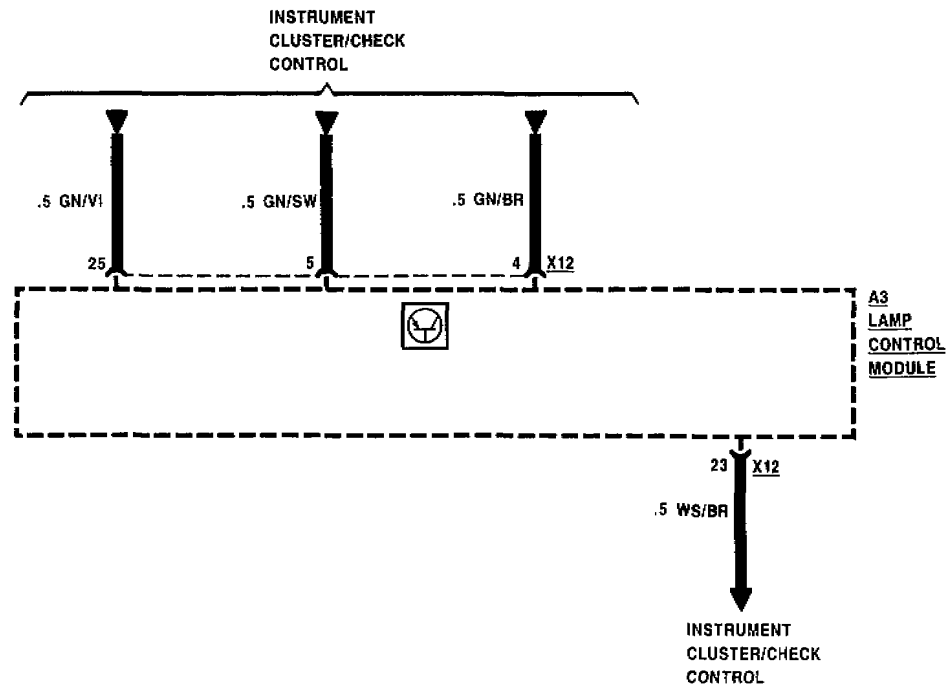 INSTRUMENT
CLUSTER/CHECK
CONTROL
.5 GN/VI
.5 GN/SW
.5 GN/BR
25
5
4
X12
A3
LAMP
CONTROL
MODULE
23
X12
.5 WS/BR
INSTRUMENT
CLUSTER/CHECK
CONTROL